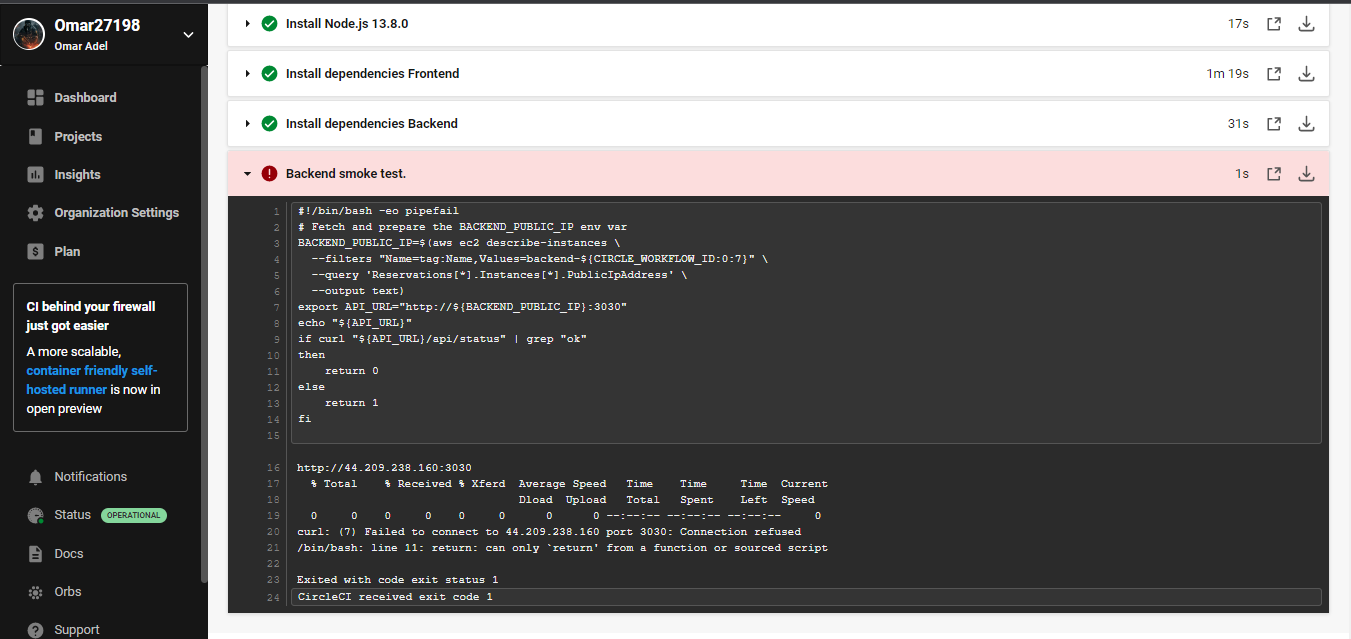 Omar27198
Omar Adel
Dashboard
Projects
Insights
Organization Settings
Plan
CI behind your firewall
just got easier
A more scalable,
container friendly self-
hosted runner is now in
open preview
Notifications
Status OPERATIONAL
Docs
Orbs
Support
Install Node.js 13.8.0 17s
Install dependencies Frontend 1m 19s
Install dependencies Backend 31s
Backend smoke test. 1s
1 #!/bin/bash -eo pipefail
2 # Fetch and prepare the BACKEND_PUBLIC_IP env var
3 BACKEND_PUBLIC_IP=$(aws ec2 describe-instances \
4   --filters "Name=tag:Name,Values=backend-${CIRCLE_WORKFLOW_ID:0:7}" \
5   --query 'Reservations[*].Instances[*].PublicIpAddress' \
6   --output text)
7 export API_URL="http://${BACKEND_PUBLIC_IP}:3030"
8 echo "${API_URL}"
9 if curl "${API_URL}/api/status" | grep "ok"
10 then
11     return 0
12 else
13     return 1
14 fi
15
16 http://44.209.238.160:3030
17   % Total    % Received % Xferd  Average Speed   Time    Time     Time  Current
18                                  Dload  Upload   Total   Spent    Left  Speed
19   0     0    0     0    0     0      0      0 --:--:-- --:--:-- --:--:--     0
20 curl: (7) Failed to connect to 44.209.238.160 port 3030: Connection refused
21 /bin/bash: line 11: return: can only `return' from a function or sourced script
22
23 Exited with code exit status 1
24 CircleCI received exit code 1